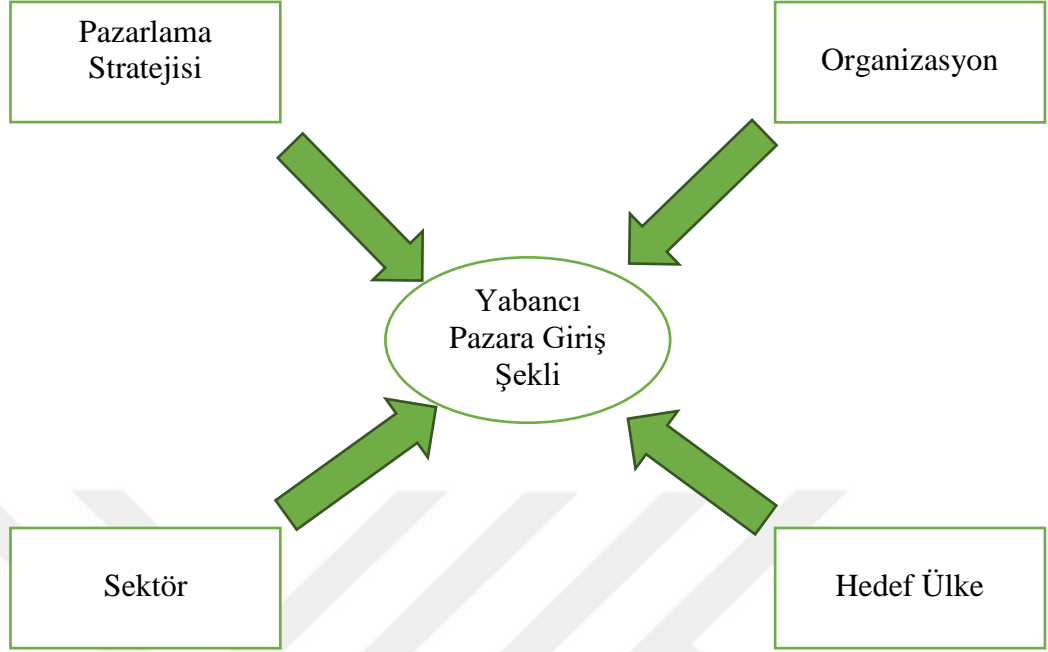 Pazarlama
Stratejisi
Organizasyon
Yabancı
Pazara Giriş
Şekli
Sektör
Hedef Ülke